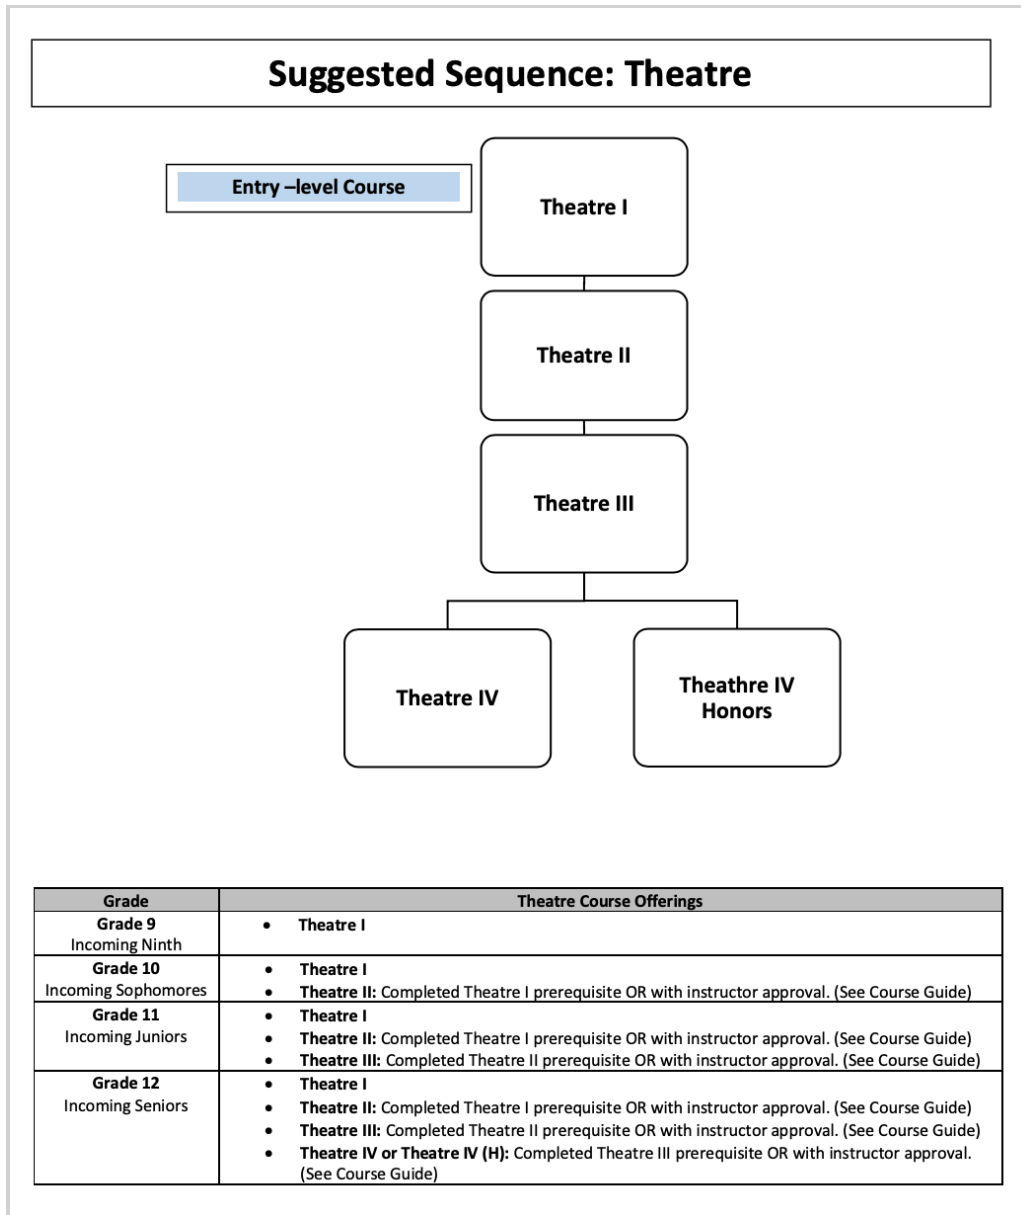 Suggested Sequence: Theatre
Entry –level Course
Theatre I
Theatre II
Theatre III
Theatre IV
Theathre IV
Honors
Grade
Theatre Course Offerings
Grade 9
Incoming Ninth
• Theatre I
Grade 10
Incoming Sophomores
• Theatre I
• Theatre II: Completed Theatre I prerequisite OR with instructor approval. (See Course Guide)
Grade 11
Incoming Juniors
• Theatre I
• Theatre II: Completed Theatre I prerequisite OR with instructor approval. (See Course Guide)
• Theatre III: Completed Theatre II prerequisite OR with instructor approval. (See Course Guide)
Grade 12
Incoming Seniors
• Theatre I
• Theatre II: Completed Theatre I prerequisite OR with instructor approval. (See Course Guide)
• Theatre III: Completed Theatre II prerequisite OR with instructor approval. (See Course Guide)
• Theatre IV or Theatre IV (H): Completed Theatre III prerequisite OR with instructor approval.
(See Course Guide)